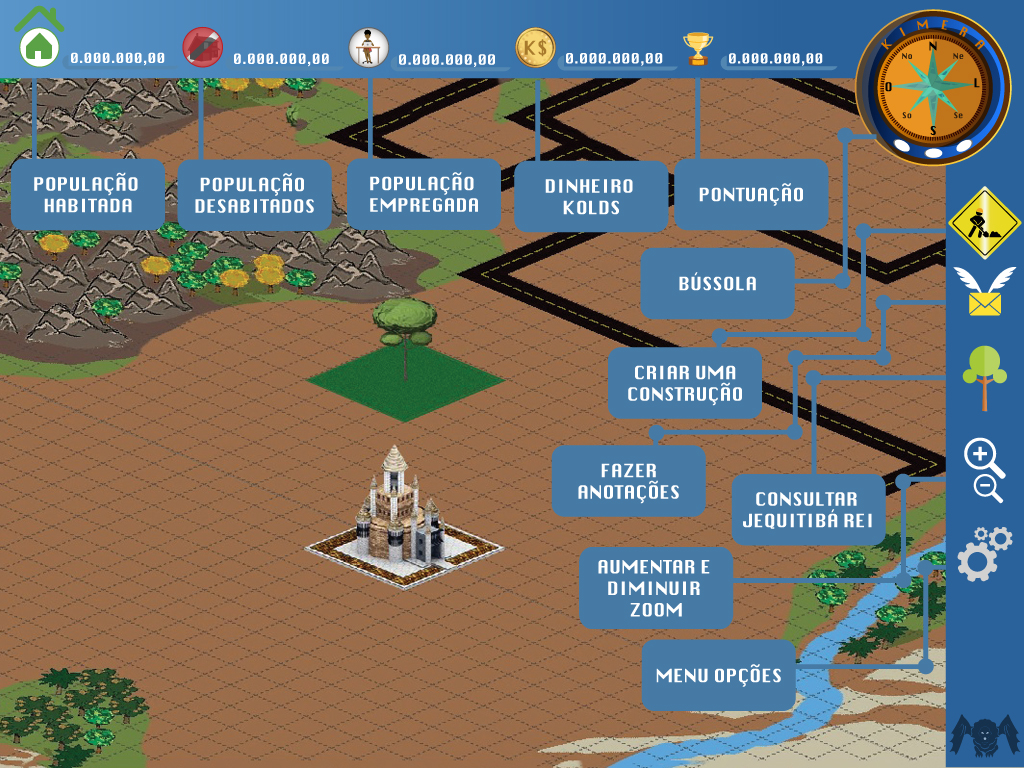 0.000.000,00
0.000.000,00
0.000.000,00
K$
0.000.000,00
0.000.000,00
KIMERA
N
No
Ne
O
L
So
Se
S
POPULAÇÃO
HABITADA
POPULAÇÃO
DESABITADOS
POPULAÇÃO
EMPREGADA
DINHEIRO
KOLDS
PONTUAÇÃO
BÚSSOLA
CRIAR UMA
CONSTRUÇÃO
FAZER
ANOTAÇÕES
CONSULTAR
JEQUITIBÁ REI
AUMENTAR E
DIMINUIR
ZOOM
MENU OPÇÕES